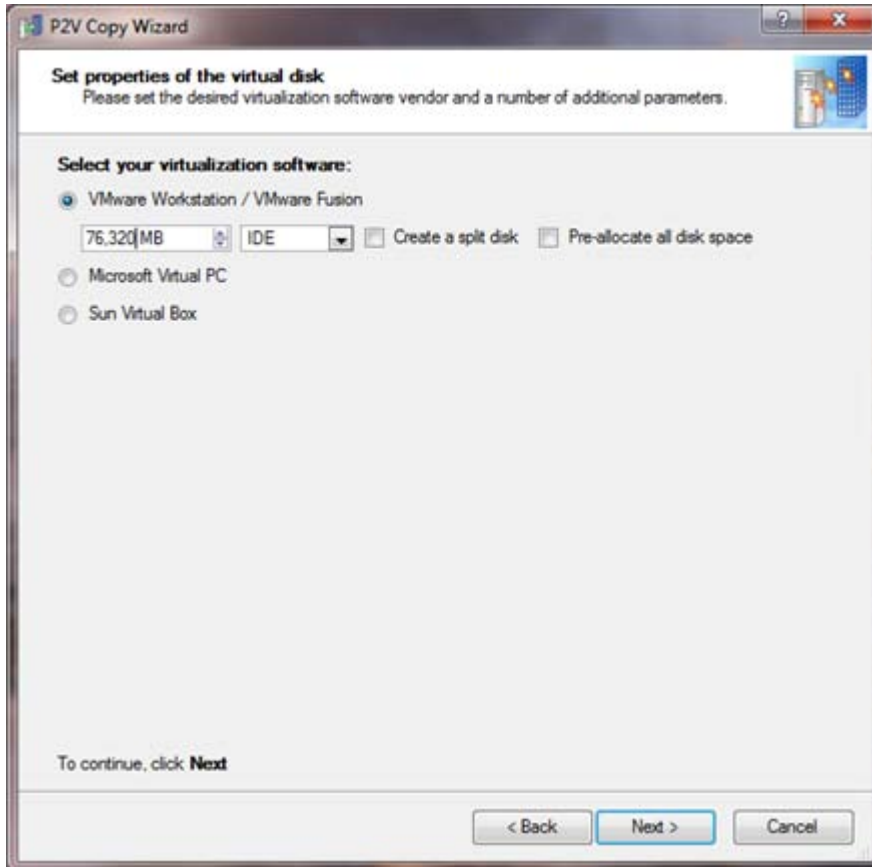 P2V Copy Wizard
Set properties of the virtual disk
Please set the desired virtualization software vendor and a number of additional parameters.
Select your virtualization software:
VMware Workstation / VMware Fusion
76,320 MB IDE Create a split disk Pre-allocate all disk space
Microsoft Virtual PC
Sun Virtual Box
To continue, click Next
< Back Next > Cancel